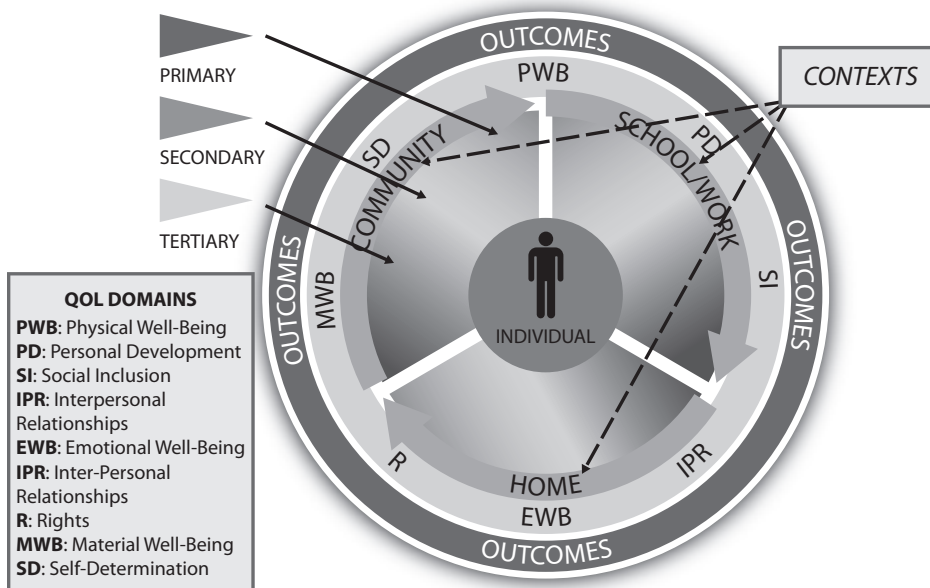 PRIMARY
SECONDARY
TERTIARY
QOL DOMAINS
PWB: Physical Well-Being
PD: Personal Development
SI: Social Inclusion
IPR: Interpersonal
Relationships
EWB: Emotional Well-Being
IPR: Inter-Personal
Relationships
R: Rights
MWB: Material Well-Being
SD: Self-Determination
OUTCOMES
PWB
CONTEXTS
SD
COMMUNITY
SCHOOL/WORK
PD
OUTCOMES
MWB
INDIVIDUAL
SI
OUTCOMES
R
HOME
IPR
EWB
OUTCOMES